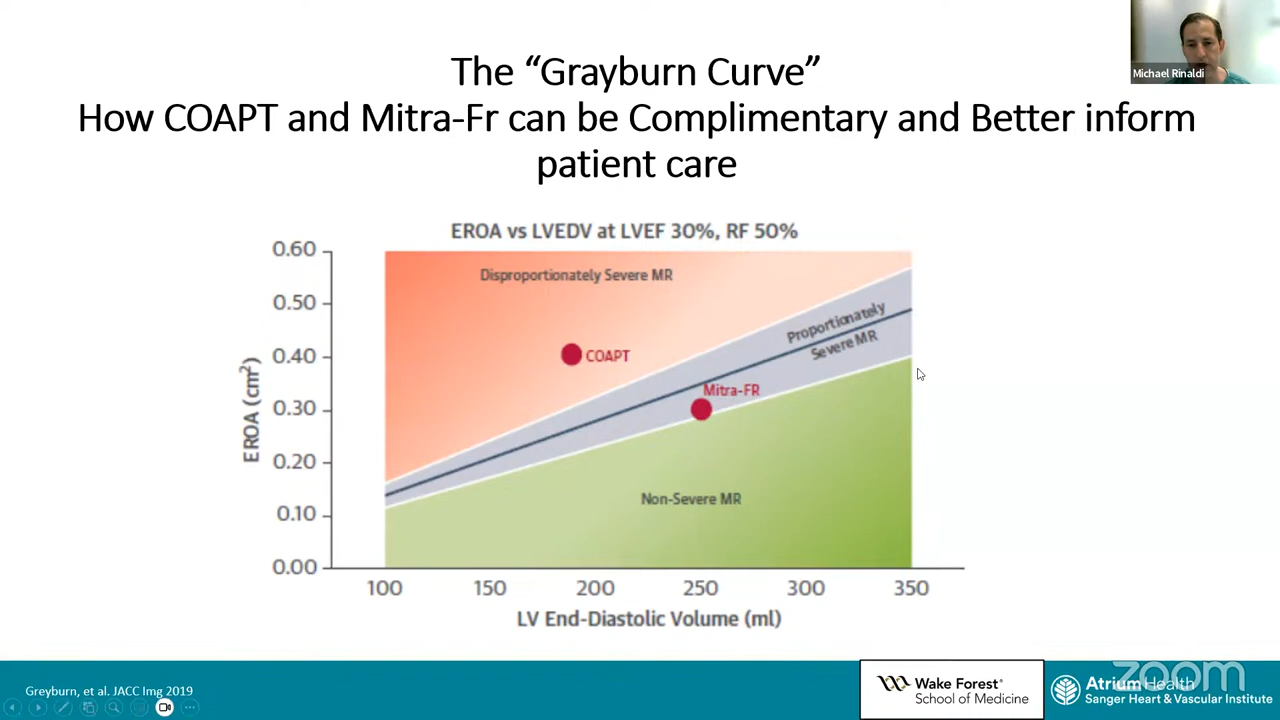 Michael Rinaldi
The “Grayburn Curve”
How COAPT and Mitra-Fr can be Complimentary and Better inform
patient care
EROA vs LVEDV at LVEF 30%, RF 50%
0.60
0.50
0.40
0.30
0.20
0.10
0.00
EROA (cm²)
Disproportionately Severe MR
Proportionately
Severe MR
COAPT
Mitra-FR
Non-Severe MR
100 150 200 250 300 350
LV End-Diastolic Volume (ml)
Greyburn, et al. JACC Img 2019
Wake Forest®
School of Medicine
zoom
Atrium Health
Sanger Heart & Vascular Institute